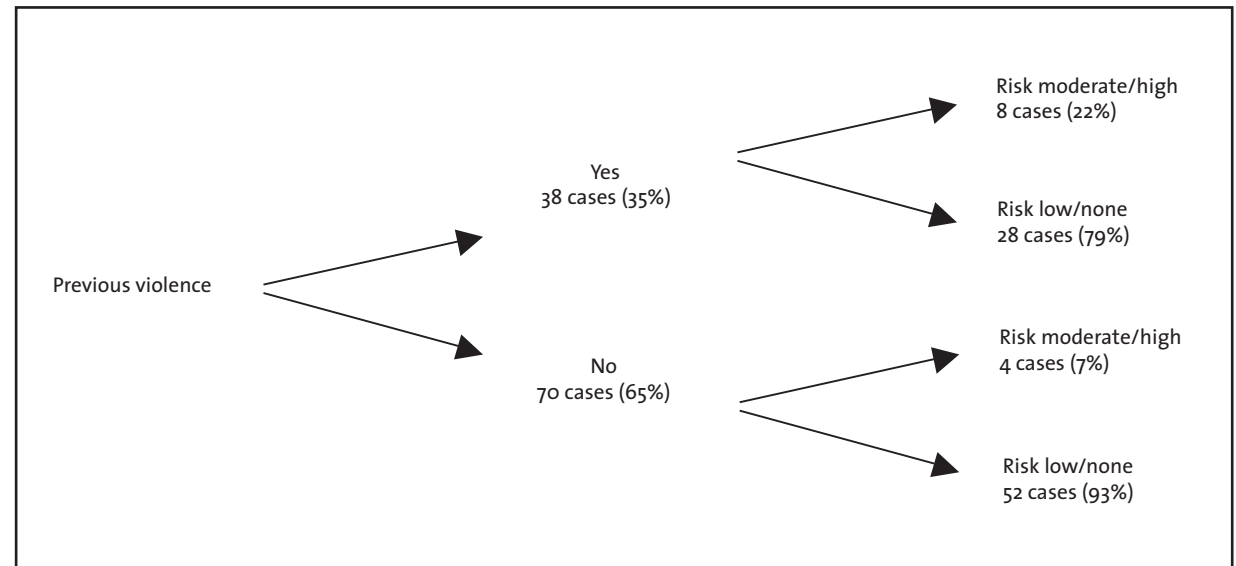 Previous violence
Yes
38 cases (35%)
No
70 cases (65%)
Risk moderate/high
8 cases (22%)
Risk low/none
28 cases (79%)
Risk moderate/high
4 cases (7%)
Risk low/none
52 cases (93%)